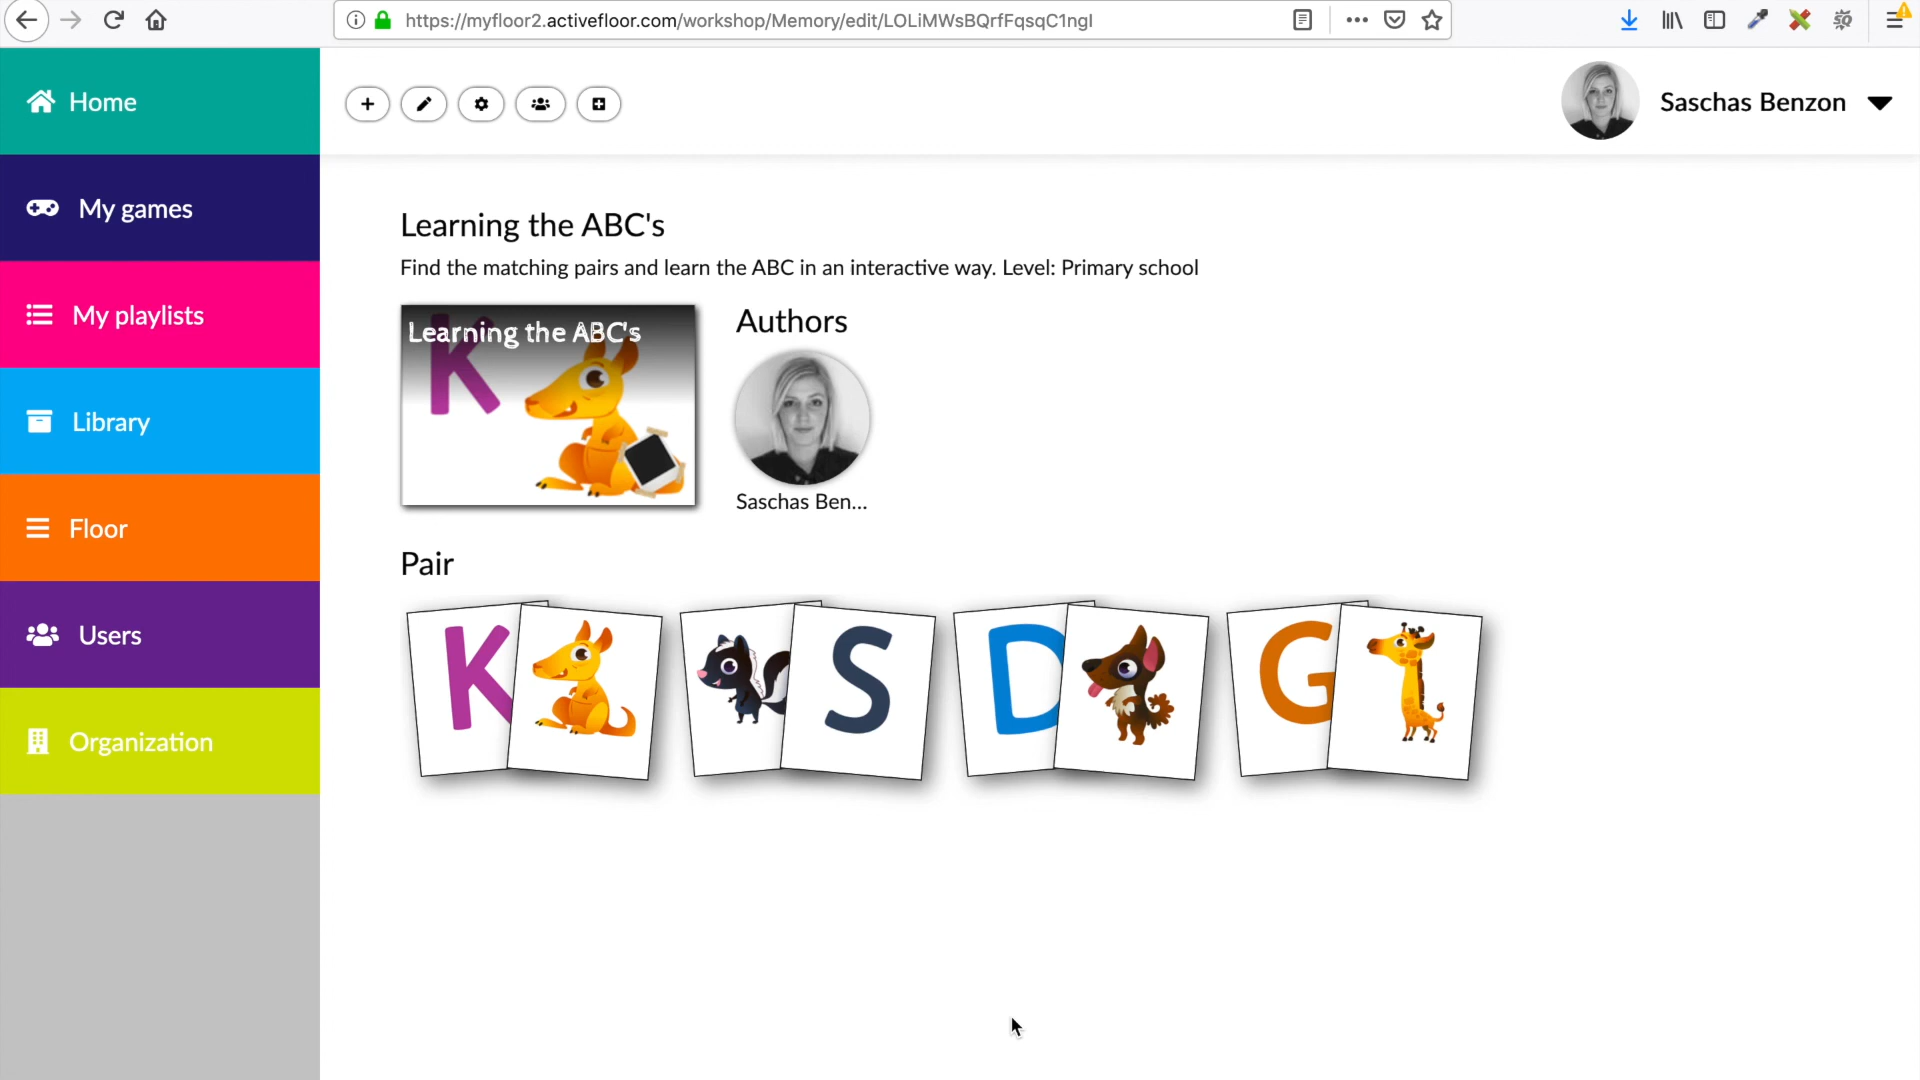 https://myfloor2.activefloor.com/workshop/Memory/edit/LOLiMWsBQrfFqsqC1ngI
Home
Saschas Benzon
My games
My playlists
Library
Floor
Users
Organization
Learning the ABC's
Find the matching pairs and learn the ABC in an interactive way. Level: Primary school
Learning the ABC's
K
Authors
Saschas Ben...
Pair
K
S
D
G